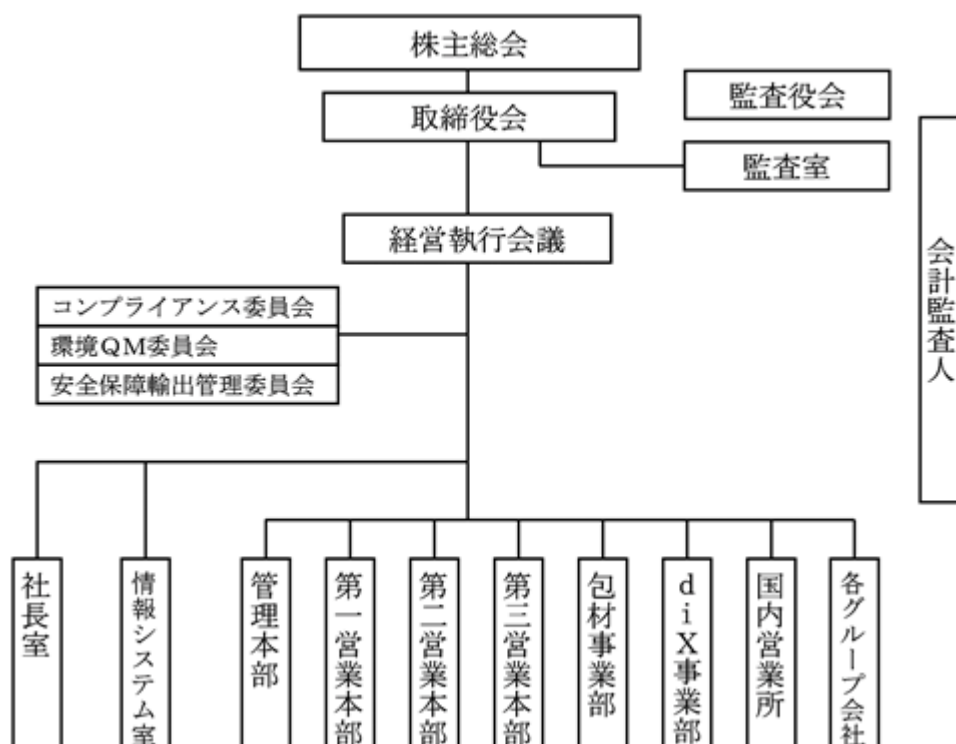 株主総会
監査役会
取締役会
監査室
経営執行会議
会計監査人
コンプライアンス委員会
環境QM委員会
安全保障輸出管理委員会
社長室
情報システム室
管理本部
第一営業本部
第二営業本部
第三営業本部
包材事業部
diX事業部
国内営業所
各グループ会社